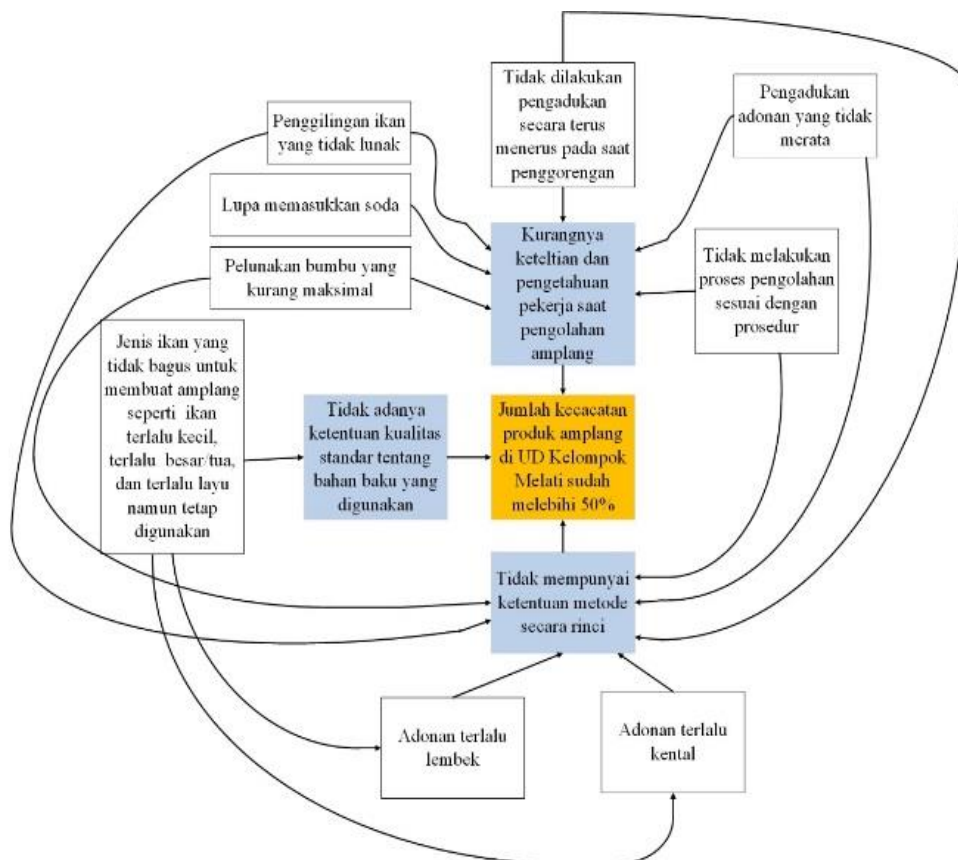 Tidak dilakukan
pengadukan
secara terus
menerus pada saat
penggorengan
Pengadukan
adonan yang tidak
merata
Penggilingan ikan
yang tidak lunak
Lupa memasukkan soda
Pelunakan bumbu yang
kurang maksimal
Kurangnya
keteltian dan
pengetahuan
pekerja saat
pengolahan
amplang
Tidak melakukan
proses pengolahan
sesuai dengan
prosedur
Jenis ikan yang
tidak bagus untuk
membuat amplang
seperti ikan
terlalu kecil,
terlalu besar/tua,
dan terlalu layu
namun tetap
digunakan
Tidak adanya
ketentuan kualitas
standar tentang
bahan baku yang
digunakan
Jumlah kecacatan
produk amplang
di UD Kelompok
Melati sudah
melebihi 50%
Tidak mempunyai
ketentuan metode
secara rinci
Adonan terlalu
lembek
Adonan terlalu
kental